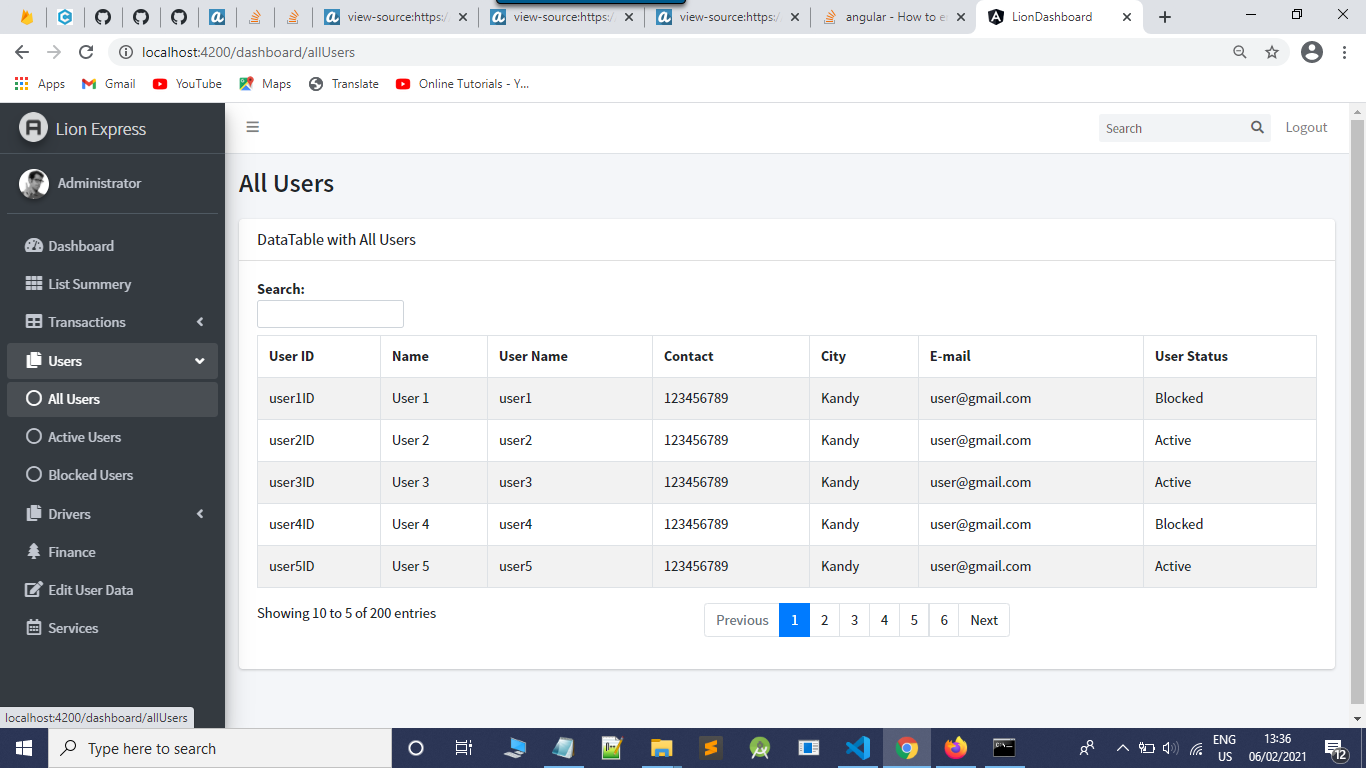 view-source:https:/
view-source:https:/
view-source:https:/
angular - How to e
LionDashboard
localhost:4200/dashboard/allUsers
Apps
Gmail
YouTube
Maps
Translate
Online Tutorials - Y...
Lion Express
Search
Logout
Administrator
All Users
Dashboard
List Summery
Transactions
Users
All Users
Active Users
Blocked Users
Drivers
Finance
Edit User Data
Services
DataTable with All Users
Search:
User ID Name User Name Contact City E-mail User Status
user1ID User 1 user1 123456789 Kandy user@gmail.com Blocked
user2ID User 2 user2 123456789 Kandy user@gmail.com Active
user3ID User 3 user3 123456789 Kandy user@gmail.com Active
user4ID User 4 user4 123456789 Kandy user@gmail.com Blocked
user5ID User 5 user5 123456789 Kandy user@gmail.com Active
Showing 10 to 5 of 200 entries
Previous 1 2 3 4 5 6 Next
localhost:4200/dashboard/allUsers
Type here to search
ENG
US
13:36
06/02/2021
12